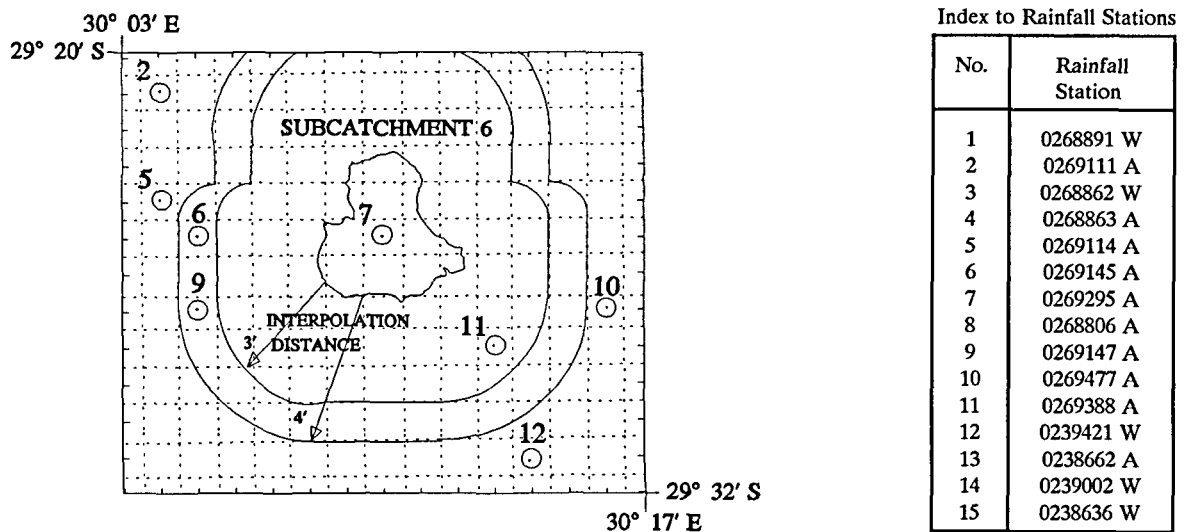 30° 03′ E
29° 20′ S
2
SUBCATCHMENT 6
5
6
7
9
10
INTERPOLATION
DISTANCE
11
3′
4′
12
29° 32′ S
30° 17′ E
Index to Rainfall Stations
No. Rainfall
Station
1 0268891 W
2 0269111 A
3 0268862 W
4 0268863 A
5 0269114 A
6 0269145 A
7 0269295 A
8 0268806 A
9 0269147 A
10 0269477 A
11 0269388 A
12 0239421 W
13 0238662 A
14 0239002 W
15 0238636 W